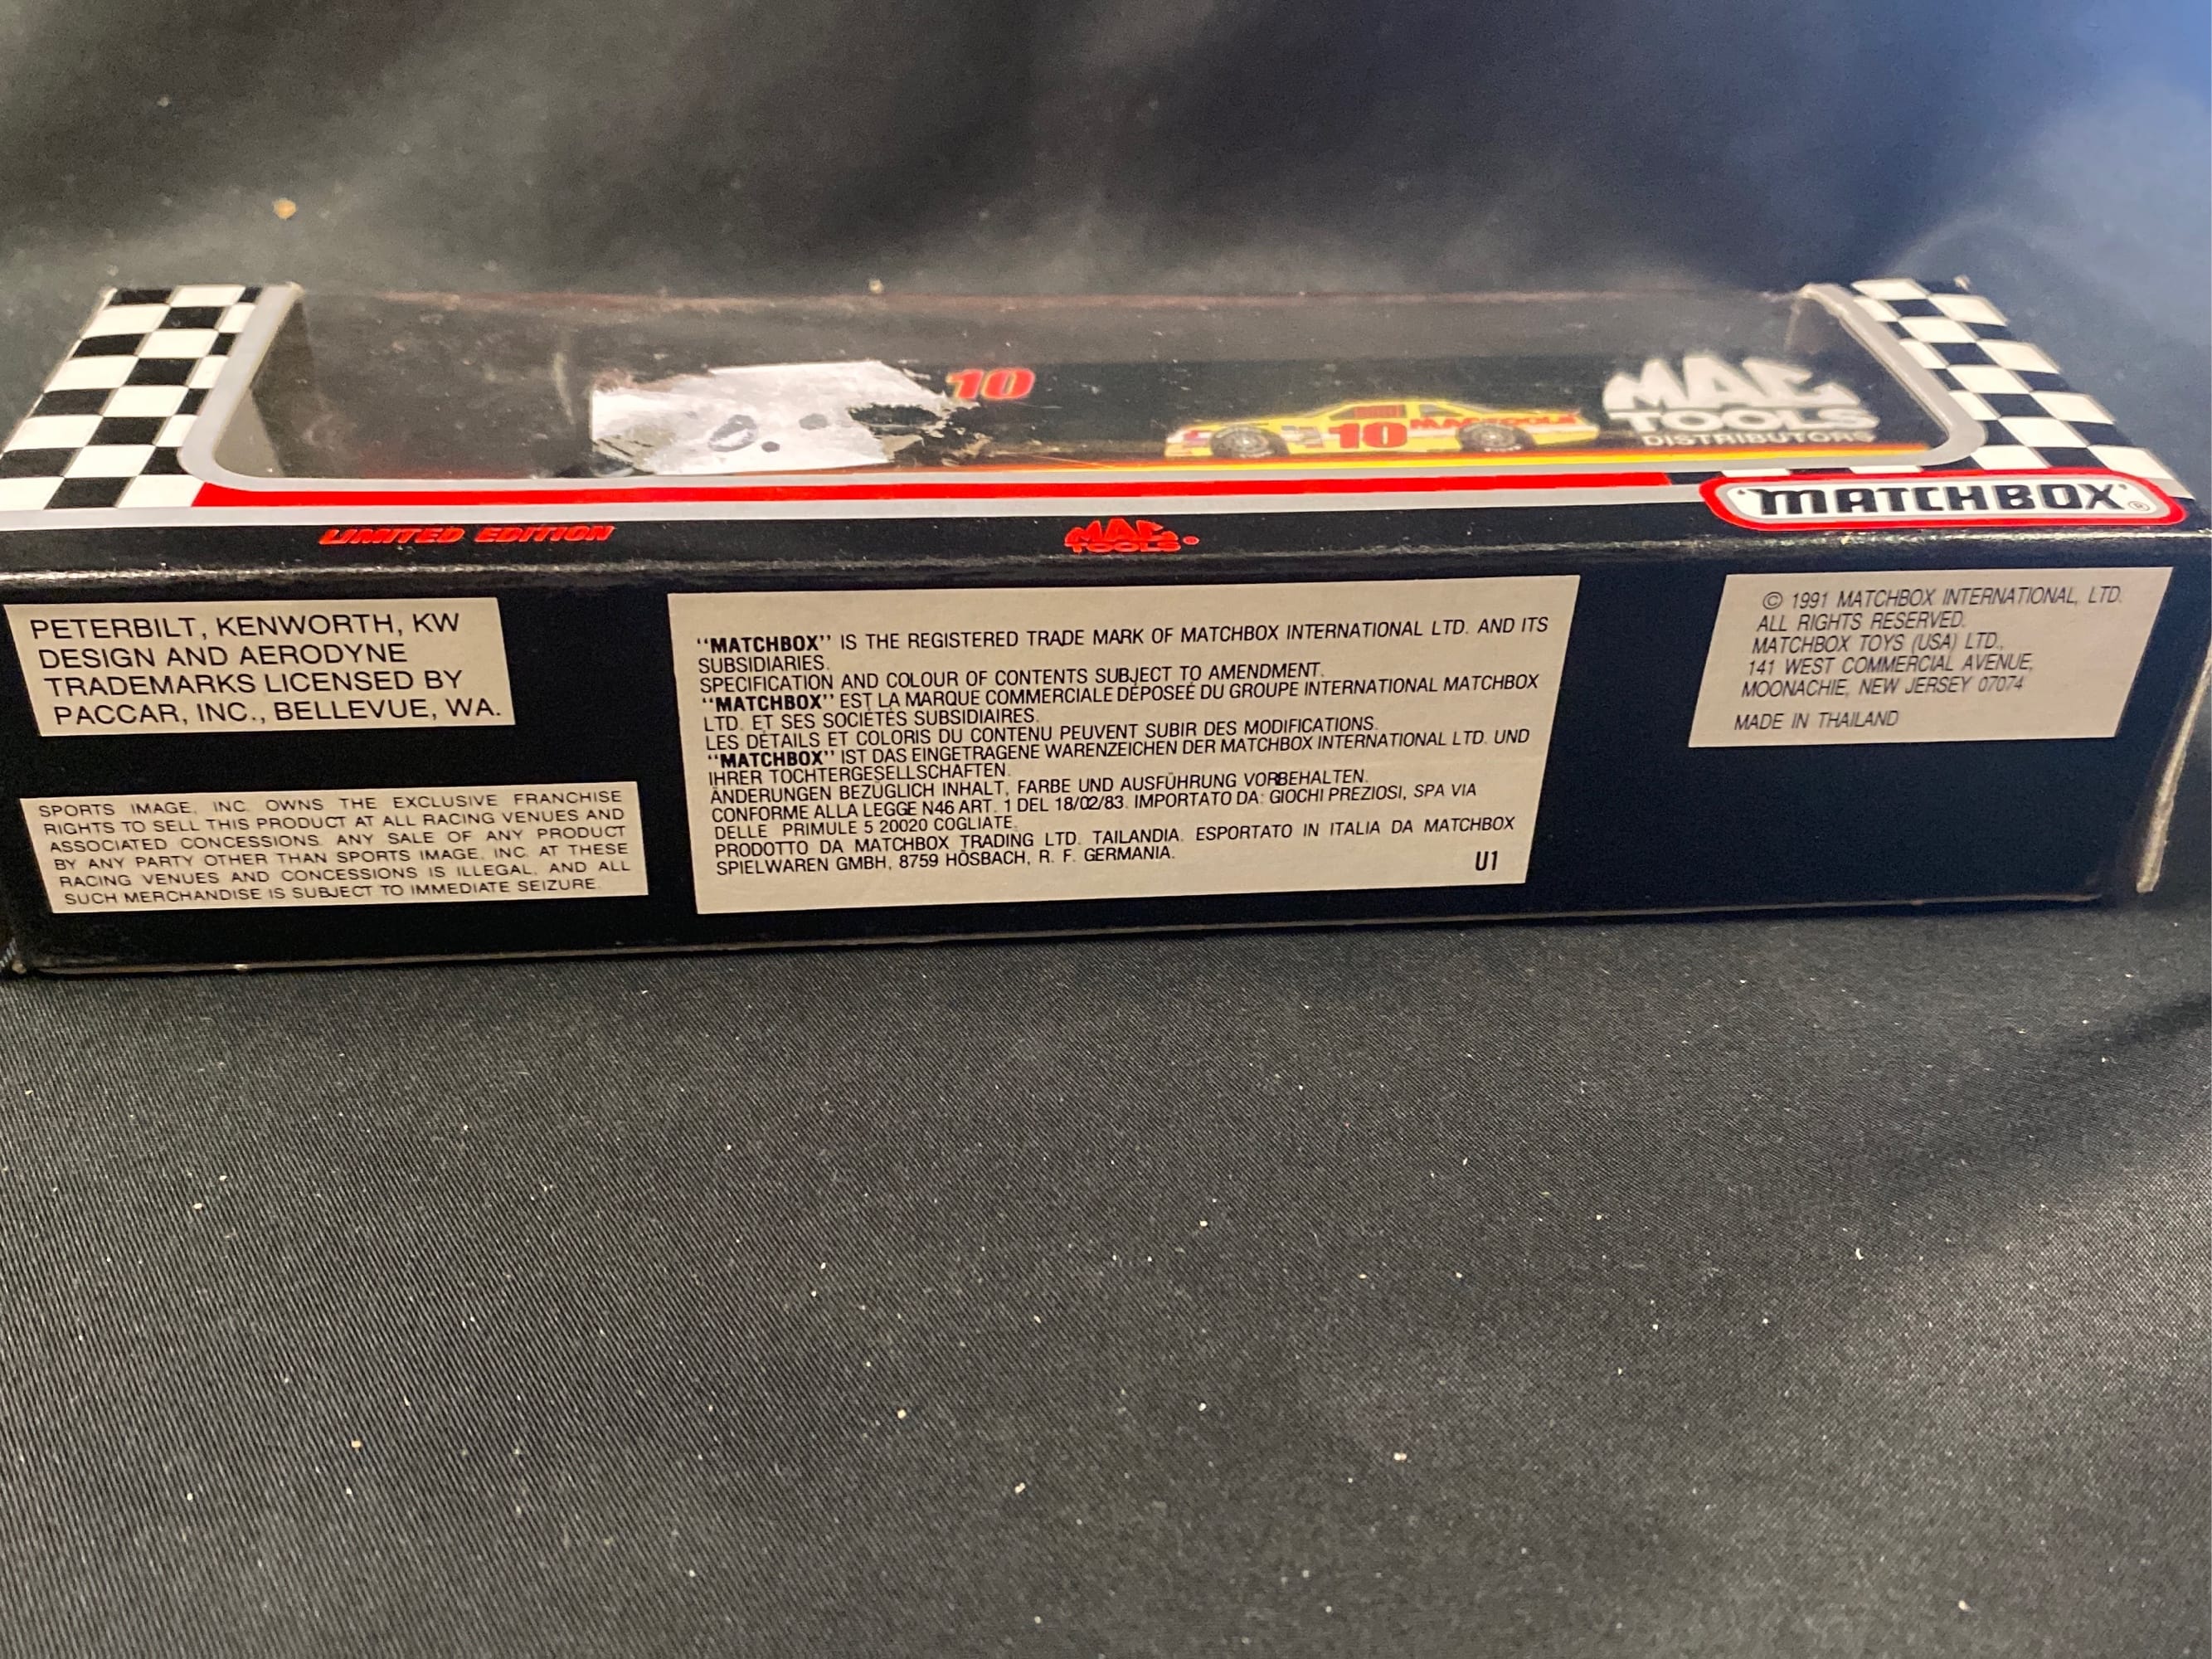 10
10
MAC TOOLS
MAC
TOOLS
DISTRIBUTORS
LIMITED EDITION
MAC
TOOLS
"MATCHBOX"®
PETERBILT, KENWORTH, KW
DESIGN AND AERODYNE
TRADEMARKS LICENSED BY
PACCAR, INC., BELLEVUE, WA.
SPORTS IMAGE, INC. OWNS THE EXCLUSIVE FRANCHISE
RIGHTS TO SELL THIS PRODUCT AT ALL RACING VENUES AND
ASSOCIATED CONCESSIONS. ANY SALE OF ANY PRODUCT
BY ANY PARTY OTHER THAN SPORTS IMAGE, INC. AT THESE
RACING VENUES AND CONCESSIONS IS ILLEGAL, AND ALL
SUCH MERCHANDISE IS SUBJECT TO IMMEDIATE SEIZURE.
"MATCHBOX" IS THE REGISTERED TRADE MARK OF MATCHBOX INTERNATIONAL LTD. AND ITS
SUBSIDIARIES.
SPECIFICATION AND COLOUR OF CONTENTS SUBJECT TO AMENDMENT.
"MATCHBOX" EST LA MARQUE COMMERCIALE DÉPOSÉE DU GROUPE INTERNATIONAL MATCHBOX
LTD. ET SES SOCIÉTÉS SUBSIDIAIRES.
LES DÉTAILS ET COLORIS DU CONTENU PEUVENT SUBIR DES MODIFICATIONS.
"MATCHBOX" IST DAS EINGETRAGENE WARENZEICHEN DER MATCHBOX INTERNATIONAL LTD. UND
IHRER TOCHTERGESELLSCHAFTEN.
ÄNDERUNGEN BEZÜGLICH INHALT, FARBE UND AUSFÜHRUNG VORBEHALTEN.
CONFORME ALLA LEGGE N46 ART. 1 DEL 18/02/83. IMPORTATO DA: GIOCHI PREZIOSI, SPA VIA
DELLE PRIMULE 5 20020 COGLIATE.
PRODOTTO DA MATCHBOX TRADING LTD. TAILANDIA. ESPORTATO IN ITALIA DA MATCHBOX
SPIELWAREN GMBH, 8759 HÖSBACH, R. F. GERMANIA.
U1
© 1991 MATCHBOX INTERNATIONAL, LTD.
ALL RIGHTS RESERVED.
MATCHBOX TOYS (USA) LTD.,
141 WEST COMMERCIAL AVENUE,
MOONACHIE, NEW JERSEY 07074
MADE IN THAILAND